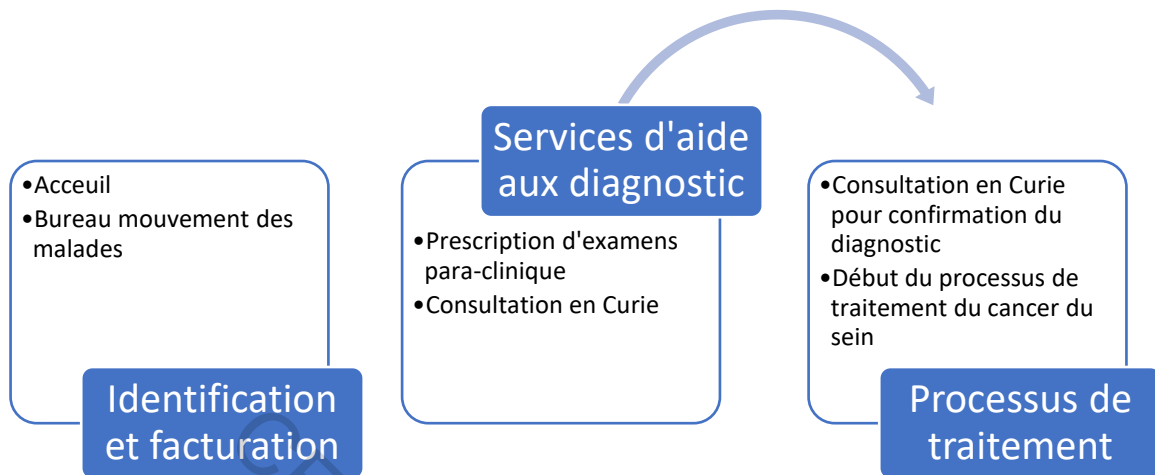 •Acceuil
•Bureau mouvement des
malades
Identification
et facturation
Services d'aide
aux diagnostic
•Prescription d'examens
para-clinique
•Consultation en Curie
•Consultation en Curie
pour confirmation du
diagnostic
•Début du processus de
traitement du cancer du
sein
Processus de
traitement